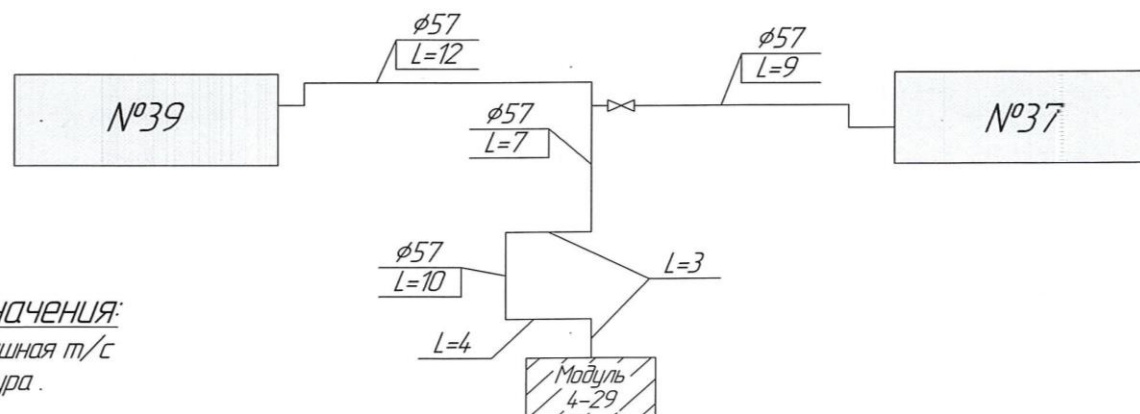 ϕ57
L=12
ϕ57
L=9
№39
№37
ϕ57
L=7
ϕ57
L=10
L=3
L=4
Модуль
4-29
начения:
шная т/с
ура.